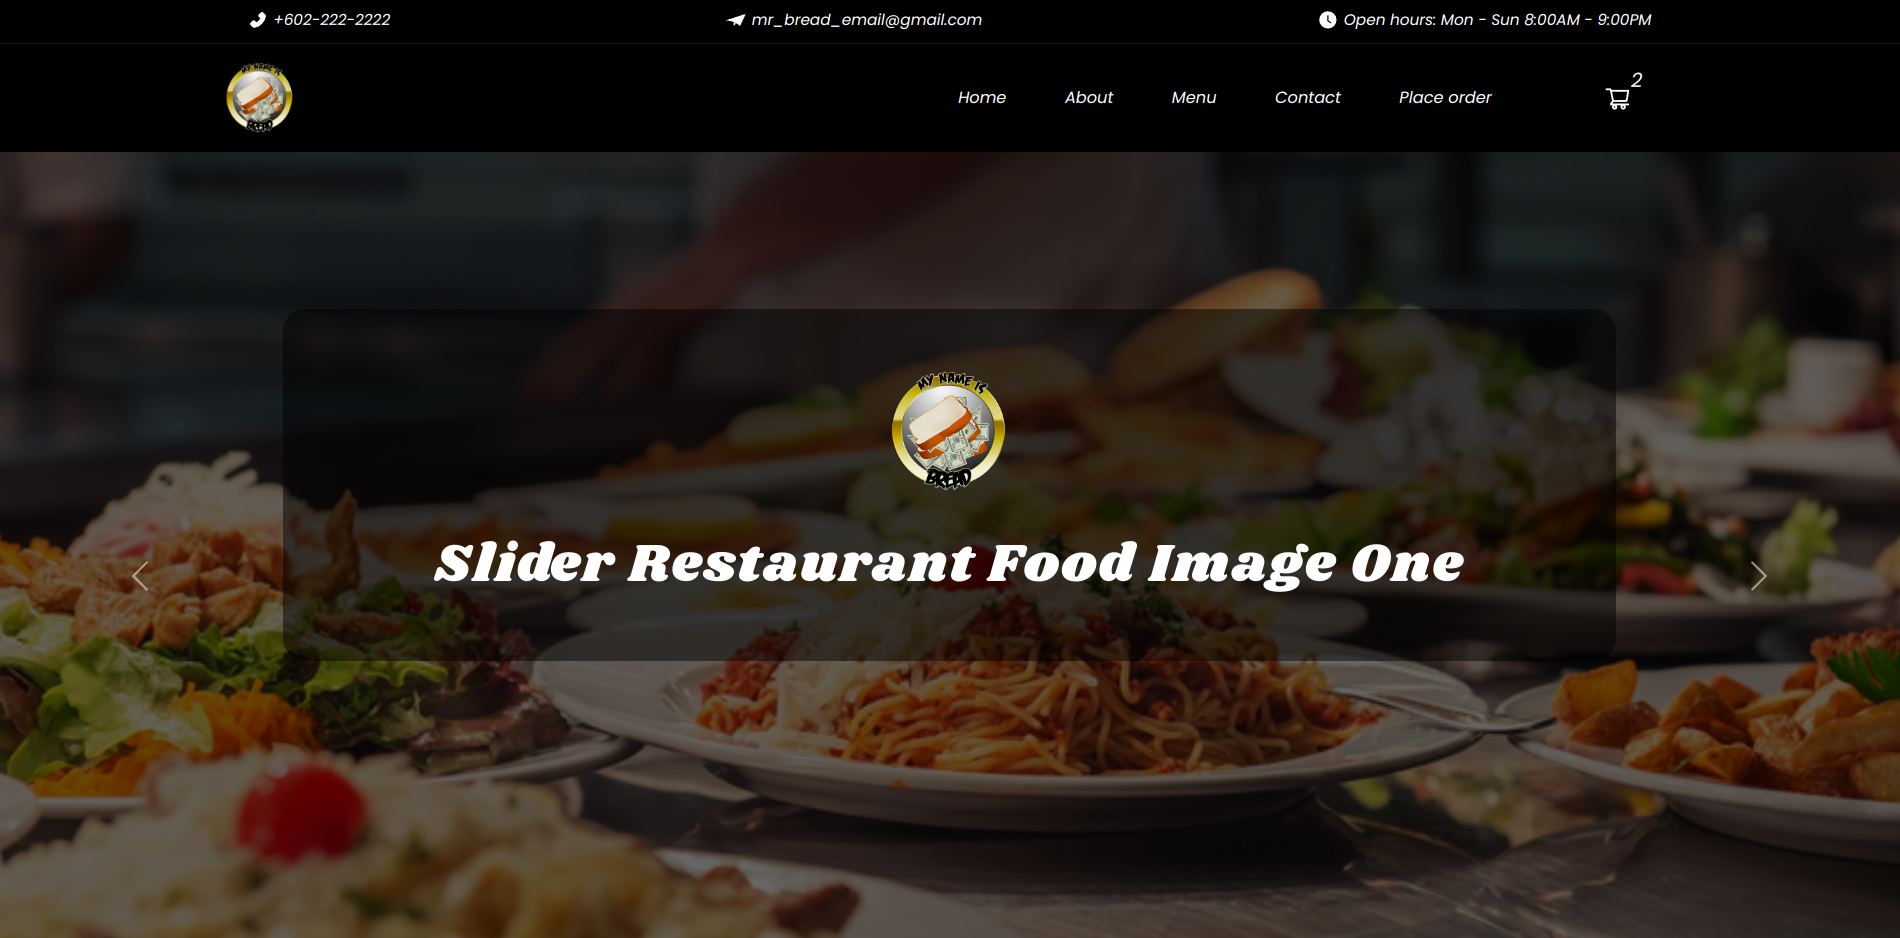 +602-222-2222
mr_bread_email@gmail.com
Open hours: Mon - Sun 8:00AM - 9:00PM
MY NAME IS
BREAD
Home
About
Menu
Contact
Place order
2
MY NAME IS
BREAD
Slider Restaurant Food Image One